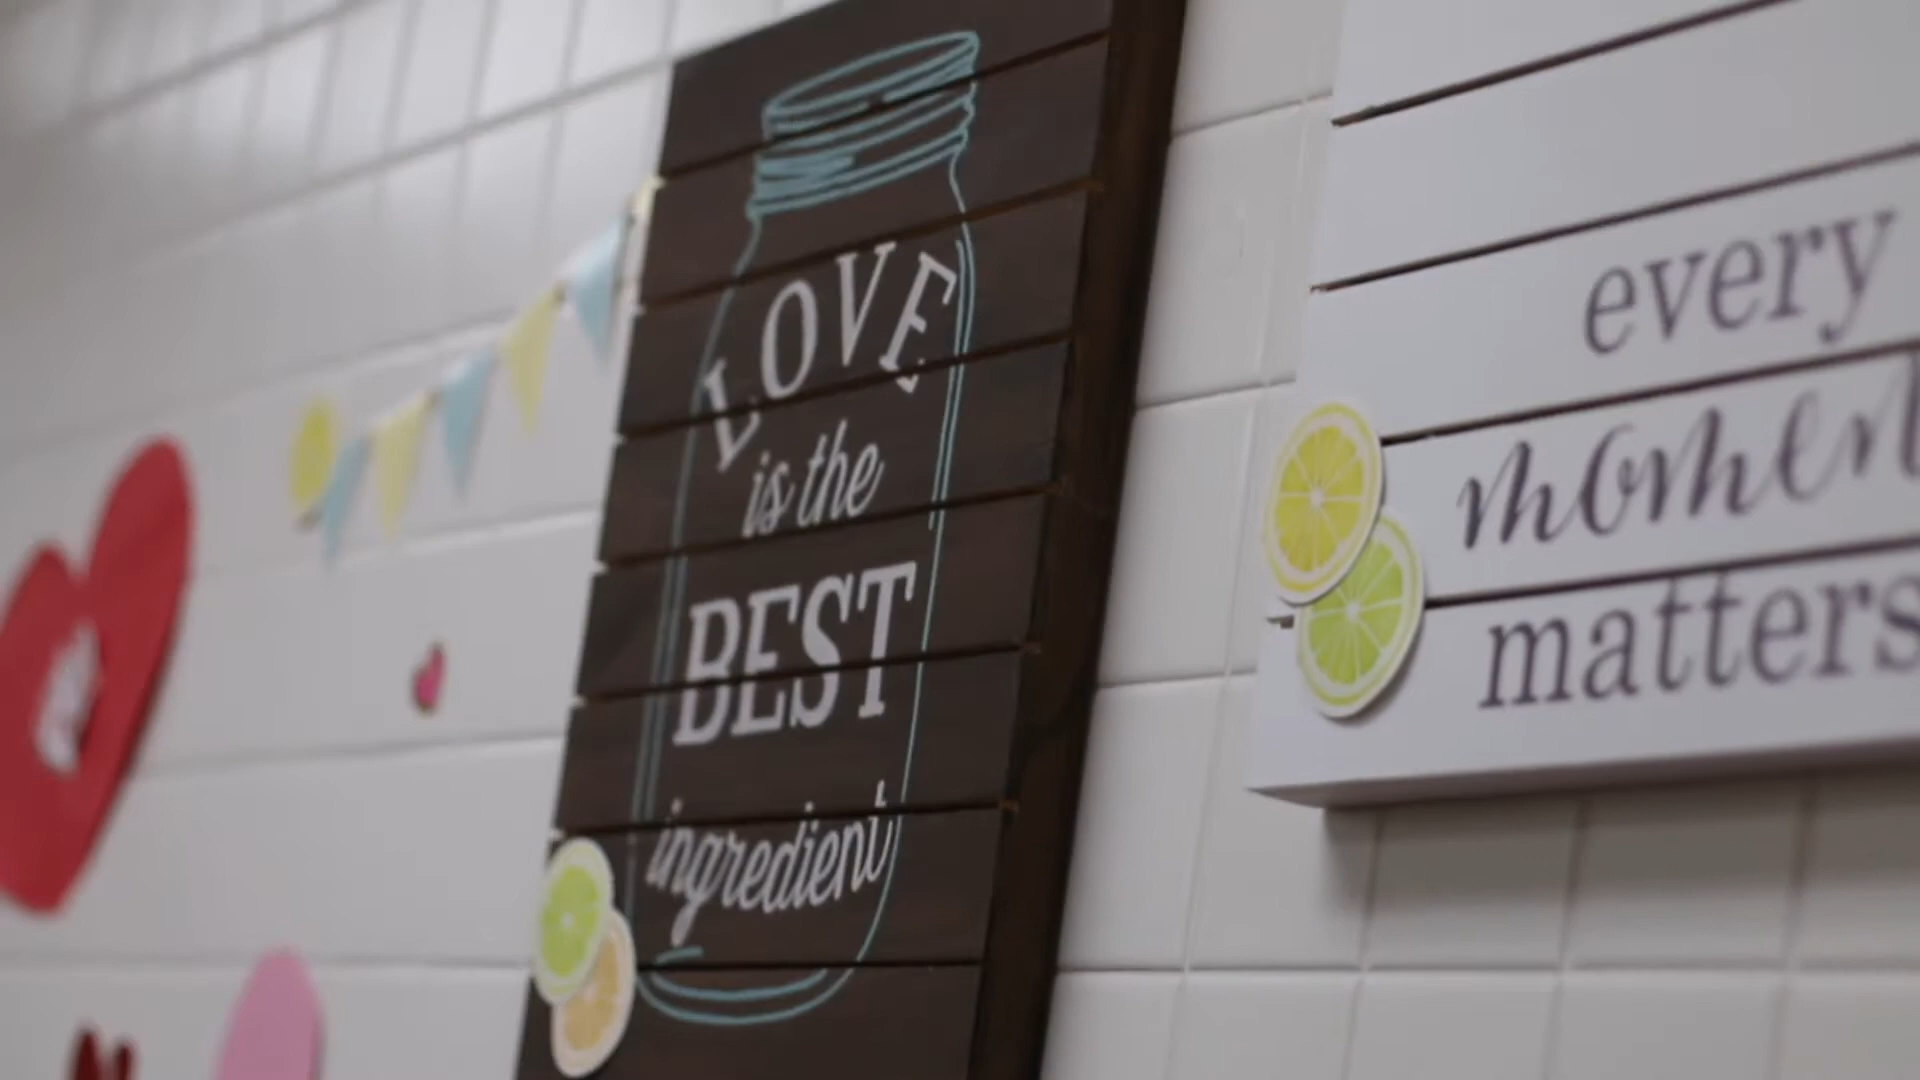 LOVE
is the
BEST
ingredient
every
moment
matters